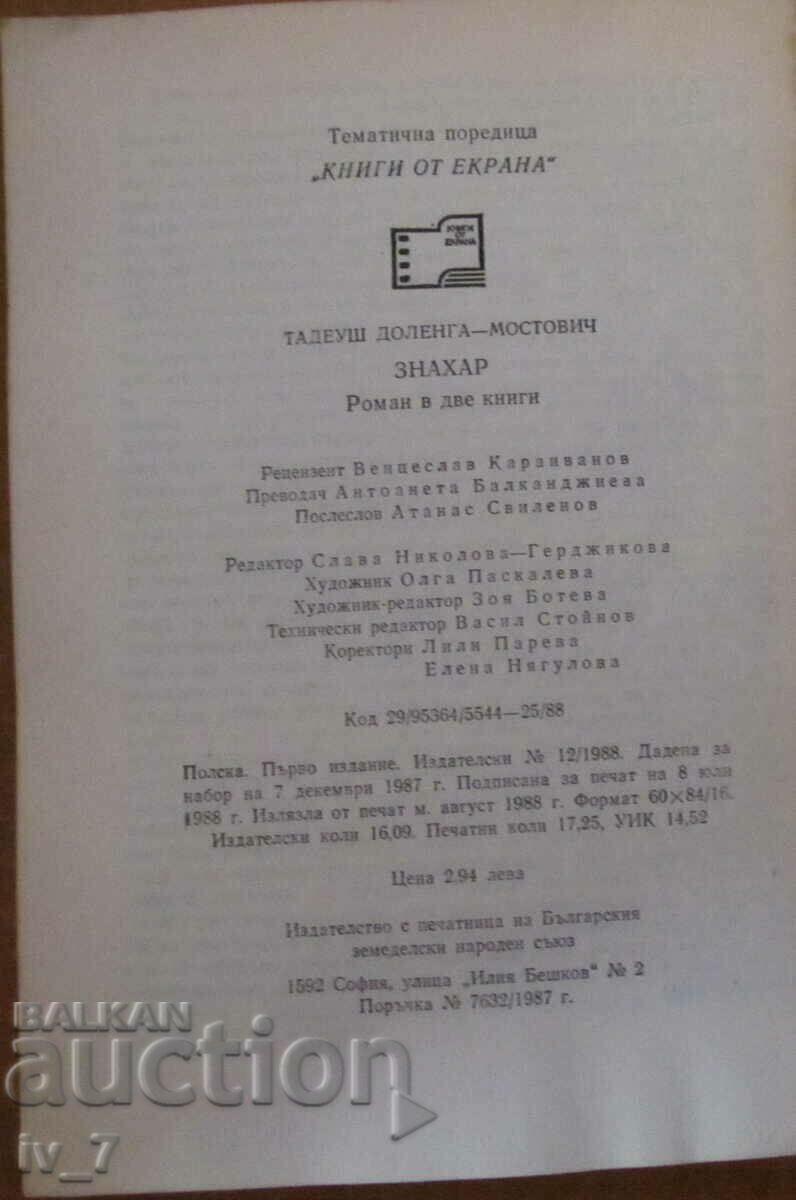 Тематична поредица
„КНИГИ ОТ ЕКРАНА“
КНИГИ
ОТ
ЕКРАНА
ТАДЕУШ ДОЛЕНГА—МОСТОВИЧ
ЗНАХАР
Роман в две книги
Рецензент Венцеслав Караиванов
Преводач Антоанета Балканджиева
Послеслов Атанас Свиленов
Редактор Слава Николова—Герджикова
Художник Олга Паскалева
Художник-редактор Зоя Ботева
Технически редактор Васил Стойнов
Коректори Лили Парева
Елена Нягулова
Код 29/95364/5544—25/88
Полска. Първо издание. Издателски № 12/1988. Дадена за
набор на 7 декември 1987 г. Подписана за печат на 8 юли
1988 г. Излязла от печат м. август 1988 г. Формат 60×84/16.
Издателски коли 16,09. Печатни коли 17,25, УИК 14,52
Цена 2,94 лева
Издателство с печатница на Българския
земеделски народен съюз
1592 София, улица „Илия Бешков“ № 2
Поръчка № 7632/1987 г.
BALKAN
auction
iv_7